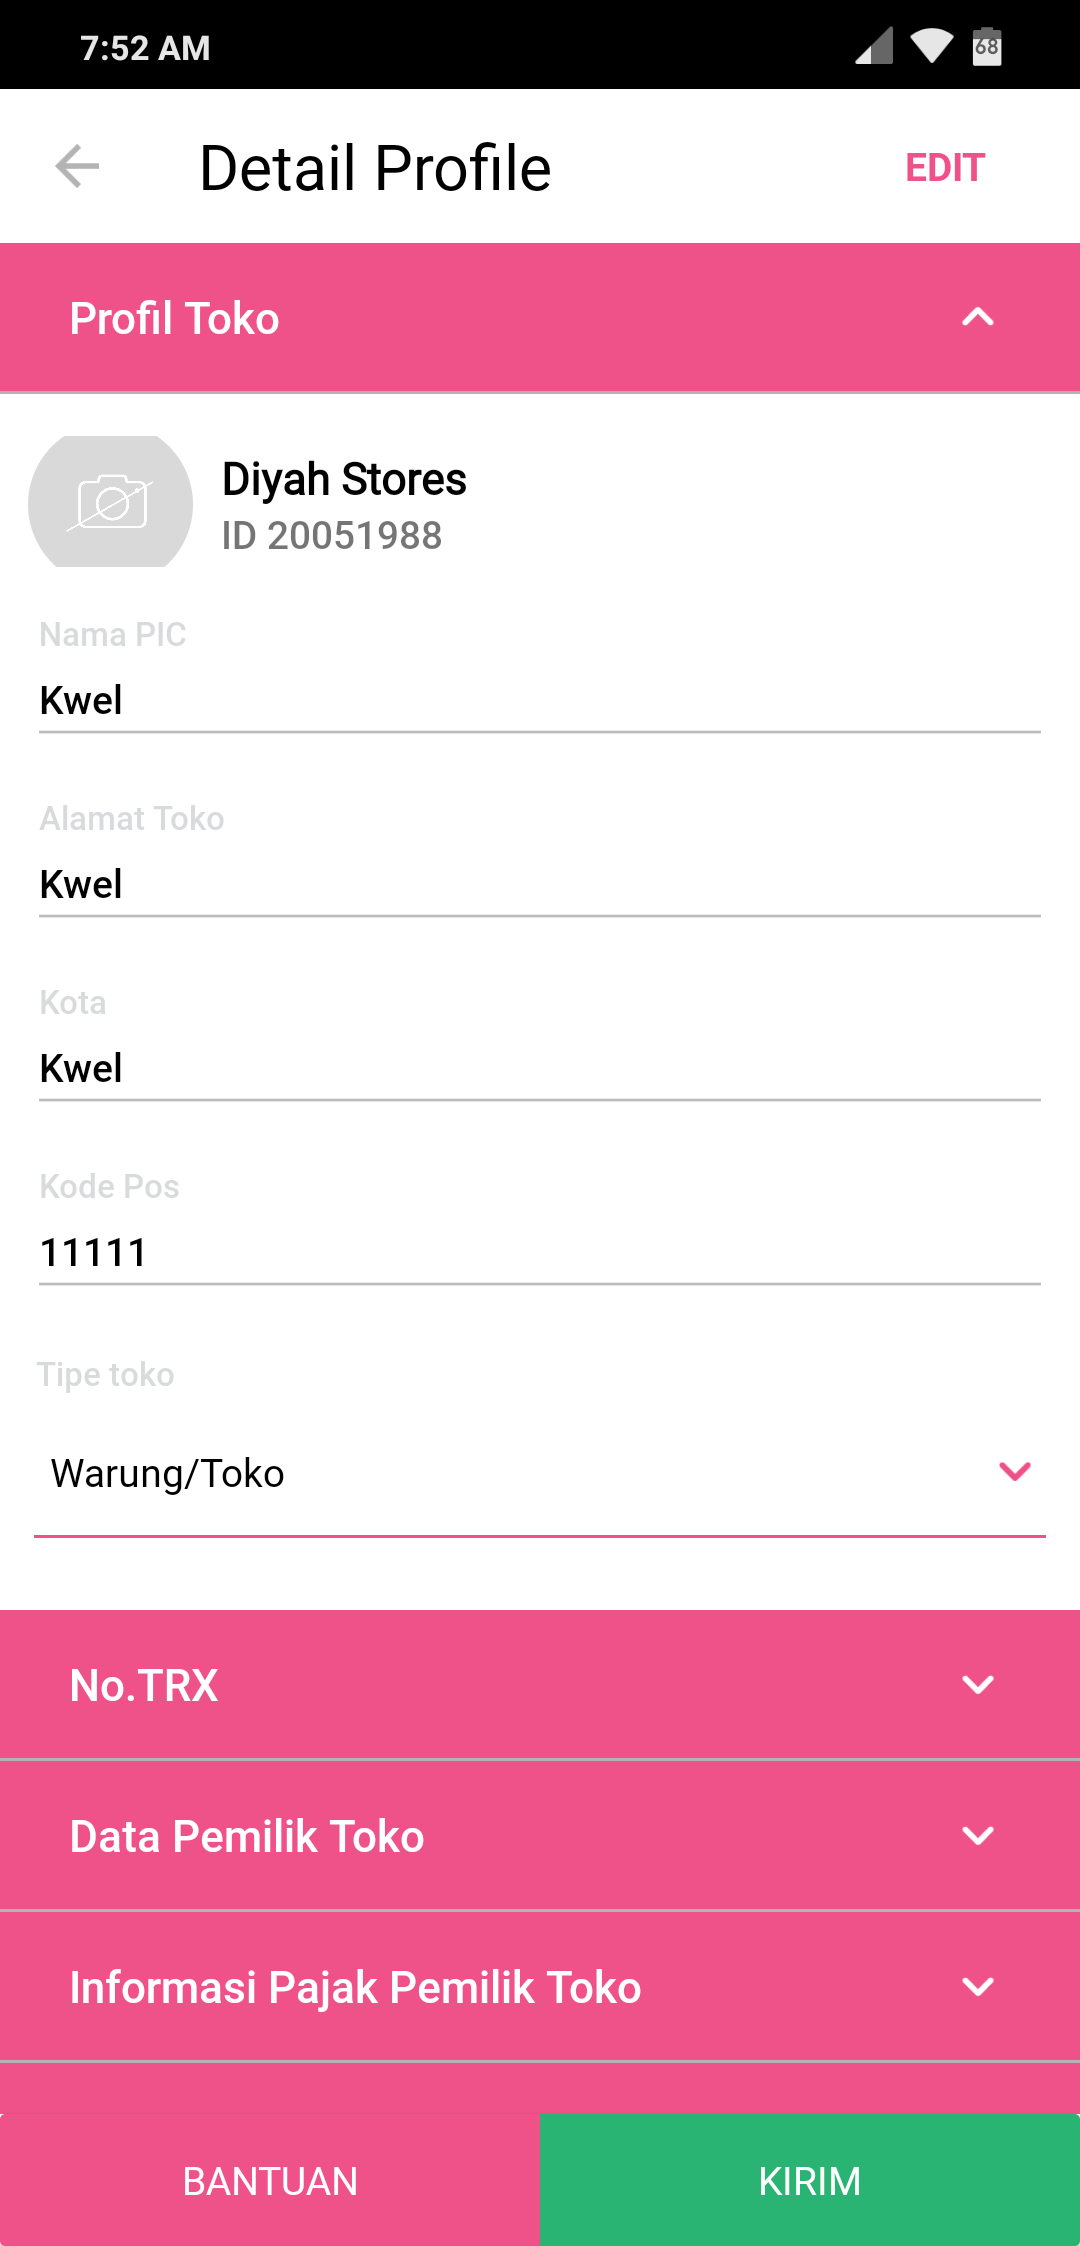 7:52 AM
68
Detail Profile
EDIT
Profil Toko
Diyah Stores
ID 20051988
Nama PIC
Kwel
Alamat Toko
Kwel
Kota
Kwel
Kode Pos
11111
Tipe toko
Warung/Toko
No.TRX
Data Pemilik Toko
Informasi Pajak Pemilik Toko
BANTUAN
KIRIM